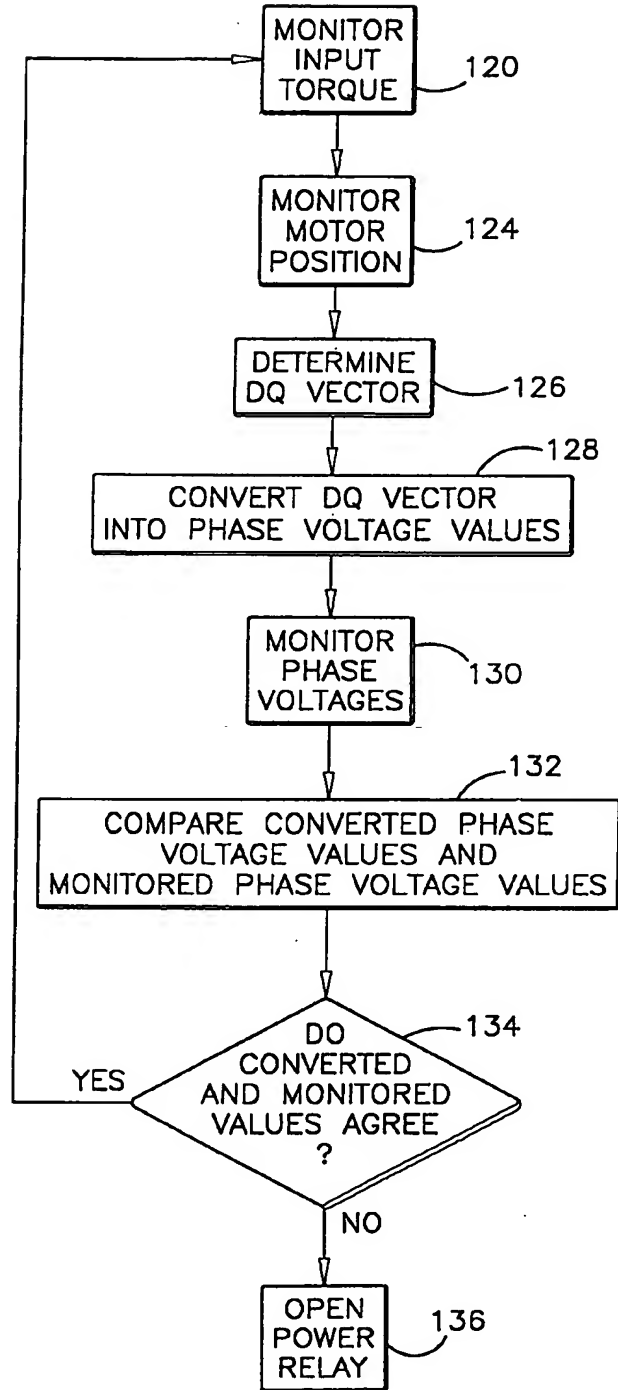 MONITOR
INPUT
TORQUE
120
MONITOR
MOTOR
POSITION
124
DETERMINE
DQ VECTOR
126
128
CONVERT DQ VECTOR
INTO PHASE VOLTAGE VALUES
MONITOR
PHASE
VOLTAGES
130
132
COMPARE CONVERTED PHASE
VOLTAGE VALUES AND
MONITORED PHASE VOLTAGE VALUES
134
DO
CONVERTED
AND MONITORED
VALUES AGREE
?
YES
NO
OPEN
POWER
RELAY
136